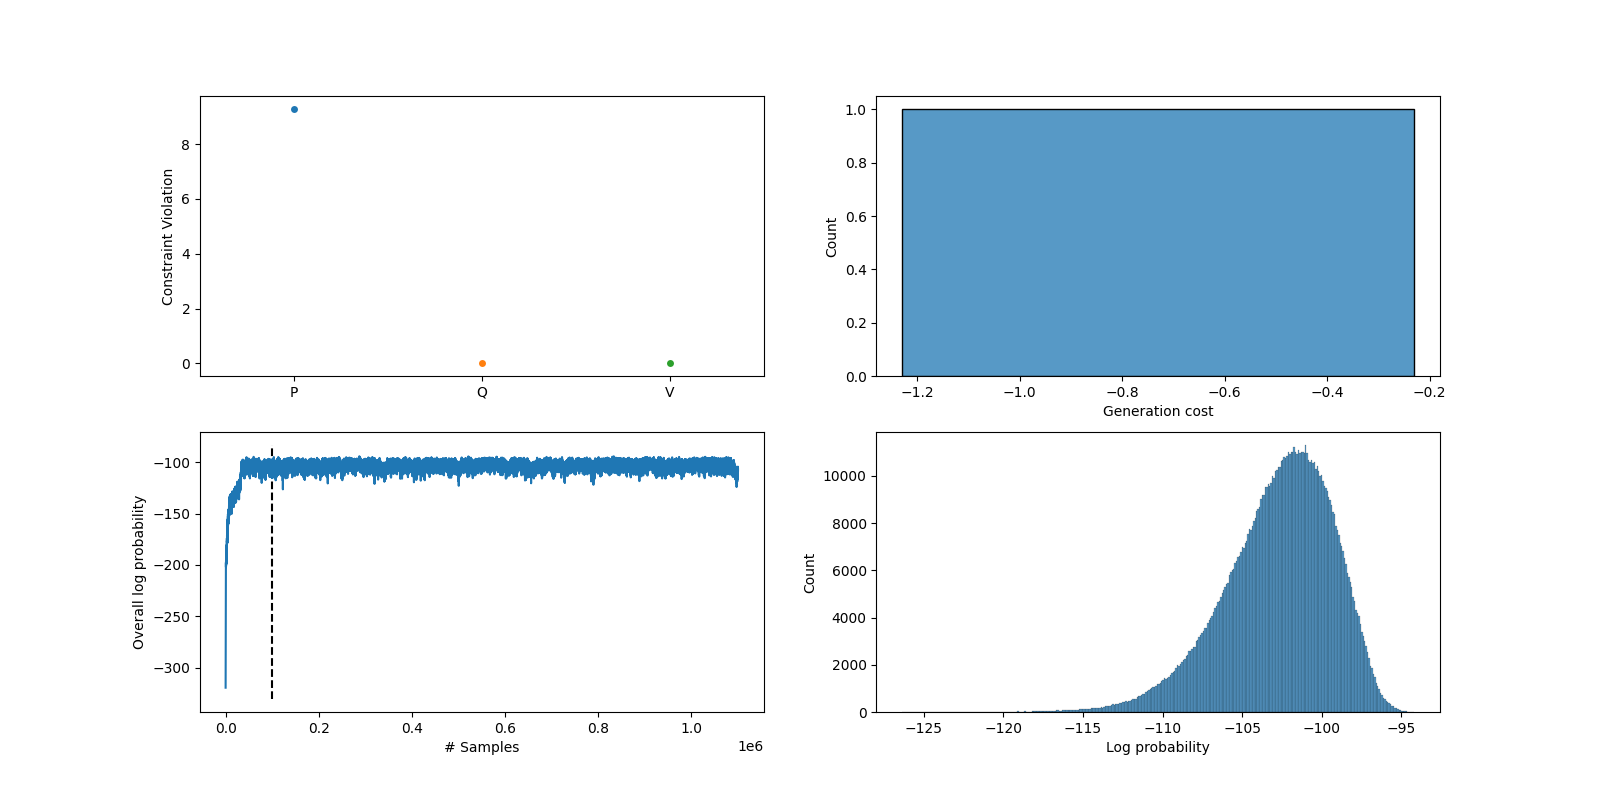 Constraint Violation
8
6
4
2
0
P Q V
Count
1.0
0.8
0.6
0.4
0.2
0.0
−1.2 −1.0 −0.8 −0.6 −0.4 −0.2
Generation cost
Overall log probability
−100
−150
−200
−250
−300
0.0 0.2 0.4 0.6 0.8 1.0
# Samples
1e6
Count
10000
8000
6000
4000
2000
0
−125 −120 −115 −110 −105 −100 −95
Log probability